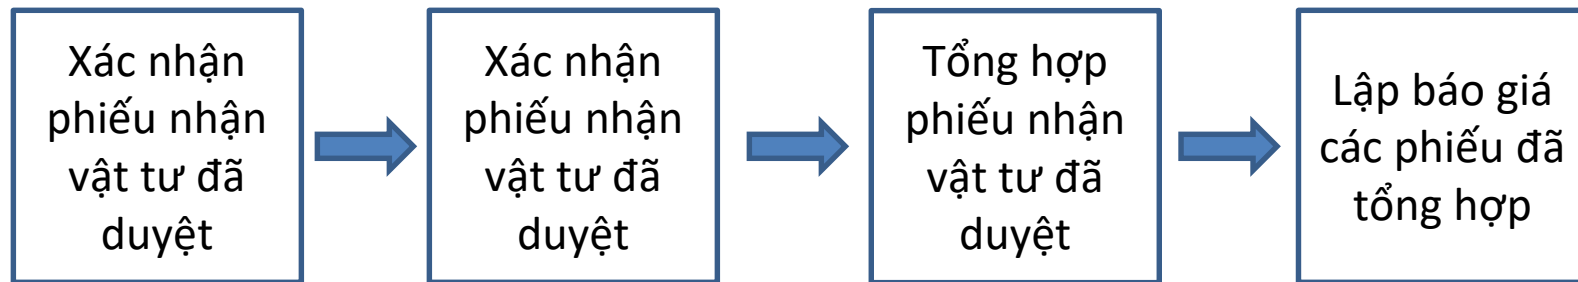 Xác nhận
phiếu nhận
vật tư đã
duyệt
Xác nhận
phiếu nhận
vật tư đã
duyệt
Tổng hợp
phiếu nhận
vật tư đã
duyệt
Lập báo giá
các phiếu đã
tổng hợp